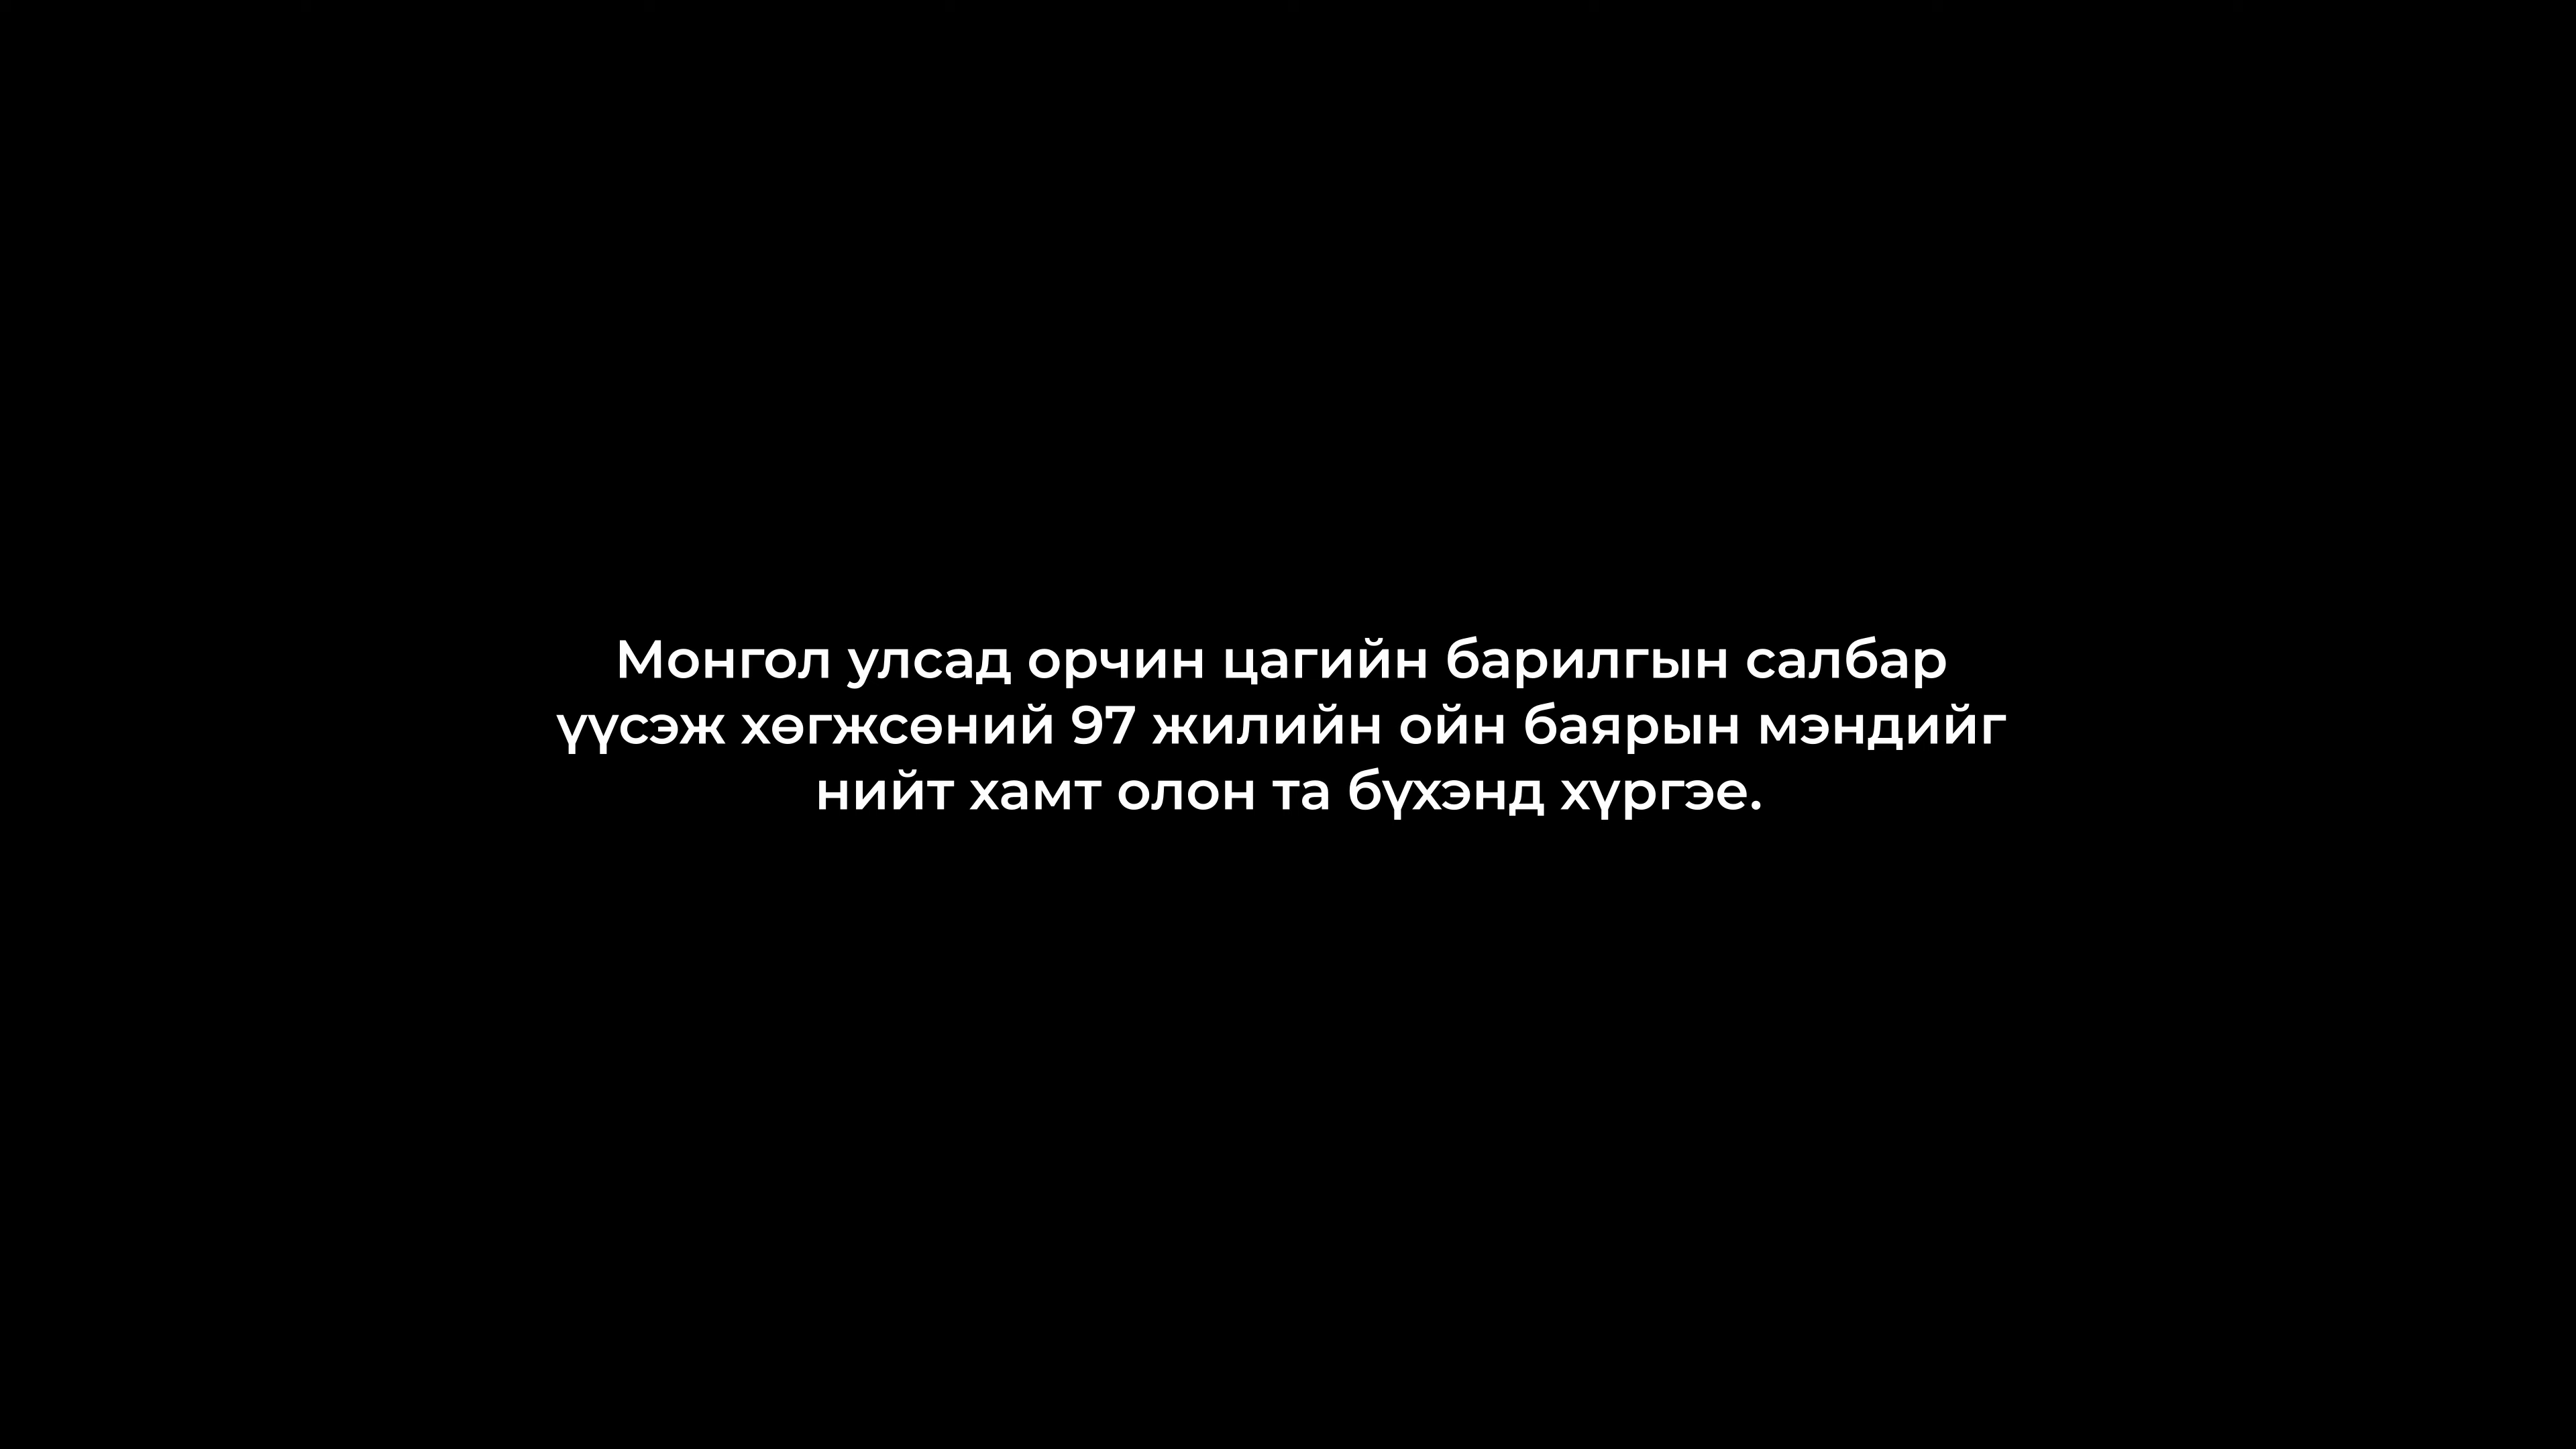 Монгол улсад орчин цагийн барилгын салбар
үүсэж хөгжсөний 97 жилийн ойн баярын мэндийг
нийт хамт олон та бүхэнд хүргэе.